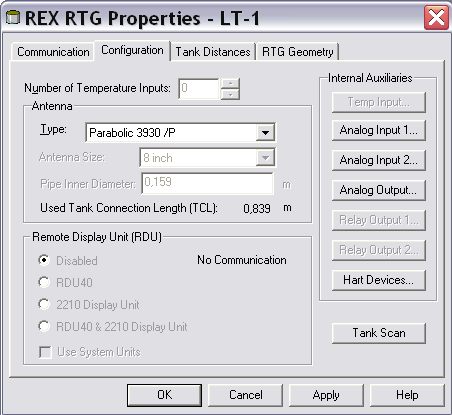 REX RTG Properties - LT-1
Communication Configuration Tank Distances RTG Geometry
Number of Temperature Inputs: 0
Antenna
Type: Parabolic 3930 /P
Antenna Size: 8 inch
Pipe Inner Diameter: 0,159 m
Used Tank Connection Length (TCL): 0,839 m
Remote Display Unit (RDU)
Disabled No Communication
RDU40
2210 Display Unit
RDU40 & 2210 Display Unit
Use System Units
Internal Auxiliaries
Temp Input...
Analog Input 1...
Analog Input 2...
Analog Output...
Relay Output 1...
Relay Output 2...
Hart Devices...
Tank Scan
OK Cancel Apply Help